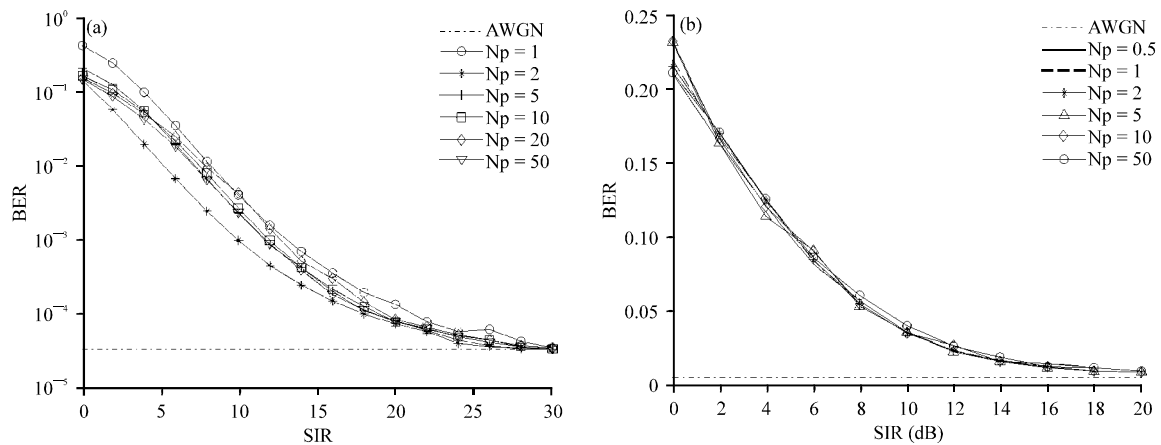 (a)
10⁰
10⁻¹
10⁻²
10⁻³
10⁻⁴
10⁻⁵
BER
0 5 10 15 20 25 30
SIR
AWGN
Np = 1
Np = 2
Np = 5
Np = 10
Np = 20
Np = 50
(b)
0.25
0.20
0.15
0.10
0.05
0
BER
0 2 4 6 8 10 12 14 16 18 20
SIR (dB)
AWGN
Np = 0.5
Np = 1
Np = 2
Np = 5
Np = 10
Np = 50